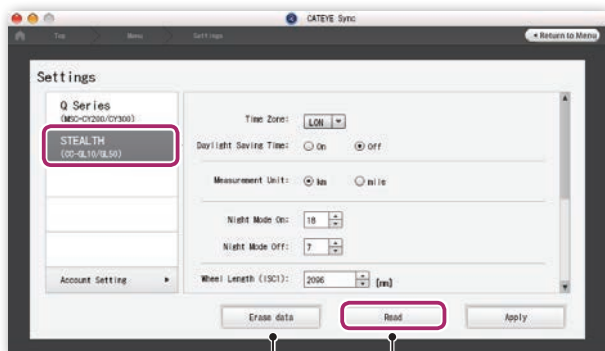 CATEYE Sync
Top Menu Settings
Return to Menu
Settings
Q Series
(MSC-CY200/CY300)
STEALTH
(CC-GL10/GL50)
Account Setting
Time Zone: LON
Daylight Saving Time: On Off
Measurement Unit: km mile
Night Mode On: 18
Night Mode Off: 7
Wheel Length (ISC1): 2096 [mm]
Erase data Read Apply